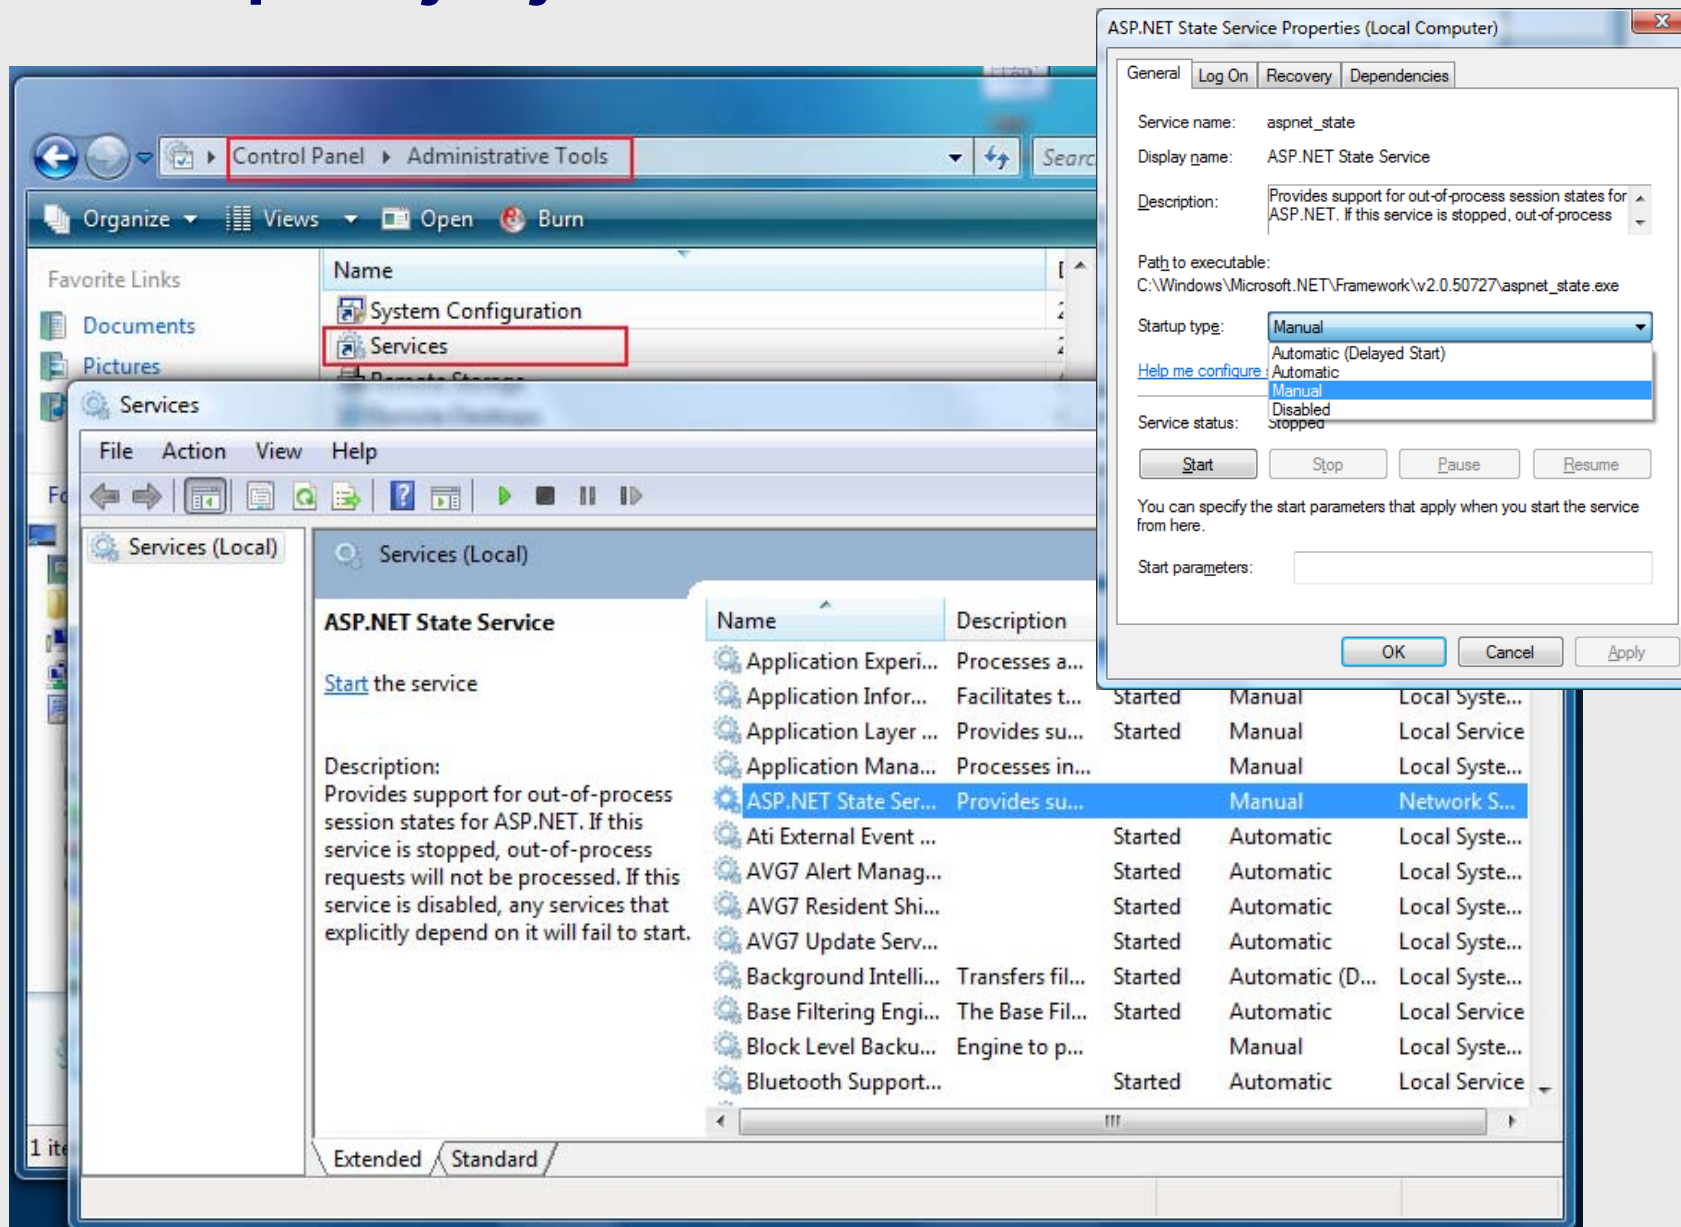 ASP.NET State Service Properties (Local Computer)
General Log On Recovery Dependencies
Service name: aspnet_state
Display name: ASP.NET State Service
Description: Provides support for out-of-process session states for
ASP.NET. If this service is stopped, out-of-process
Path to executable:
C:\Windows\Microsoft.NET\Framework\v2.0.50727\aspnet_state.exe
Startup type: Manual
Automatic (Delayed Start)
Help me configure Automatic
Manual
Disabled
Service status: Stopped
Start Stop Pause Resume
You can specify the start parameters that apply when you start the service
from here.
Start parameters:
OK Cancel Apply
Control Panel Administrative Tools
Organize Views Open Burn
Favorite Links
Documents
Pictures
Name
System Configuration
Services
Remote Storage
Remote Desktops
1 ite
Services
File Action View Help
Services (Local)
Services (Local)
ASP.NET State Service
Start the service
Description:
Provides support for out-of-process
session states for ASP.NET. If this
service is stopped, out-of-process
requests will not be processed. If this
service is disabled, any services that
explicitly depend on it will fail to start.
Name Description
Application Experi... Processes a...
Application Infor... Facilitates t... Started Manual Local Syste...
Application Layer ... Provides su... Started Manual Local Service
Application Mana... Processes in... Manual Local Syste...
ASP.NET State Ser... Provides su... Manual Network S...
Ati External Event ... Started Automatic Local Syste...
AVG7 Alert Manag... Started Automatic Local Syste...
AVG7 Resident Shi... Started Automatic Local Syste...
AVG7 Update Serv... Started Automatic Local Syste...
Background Intelli... Transfers fil... Started Automatic (D... Local Syste...
Base Filtering Engi... The Base Fil... Started Automatic Local Service
Block Level Backu... Engine to p... Manual Local Syste...
Bluetooth Support... Started Automatic Local Service
Extended Standard